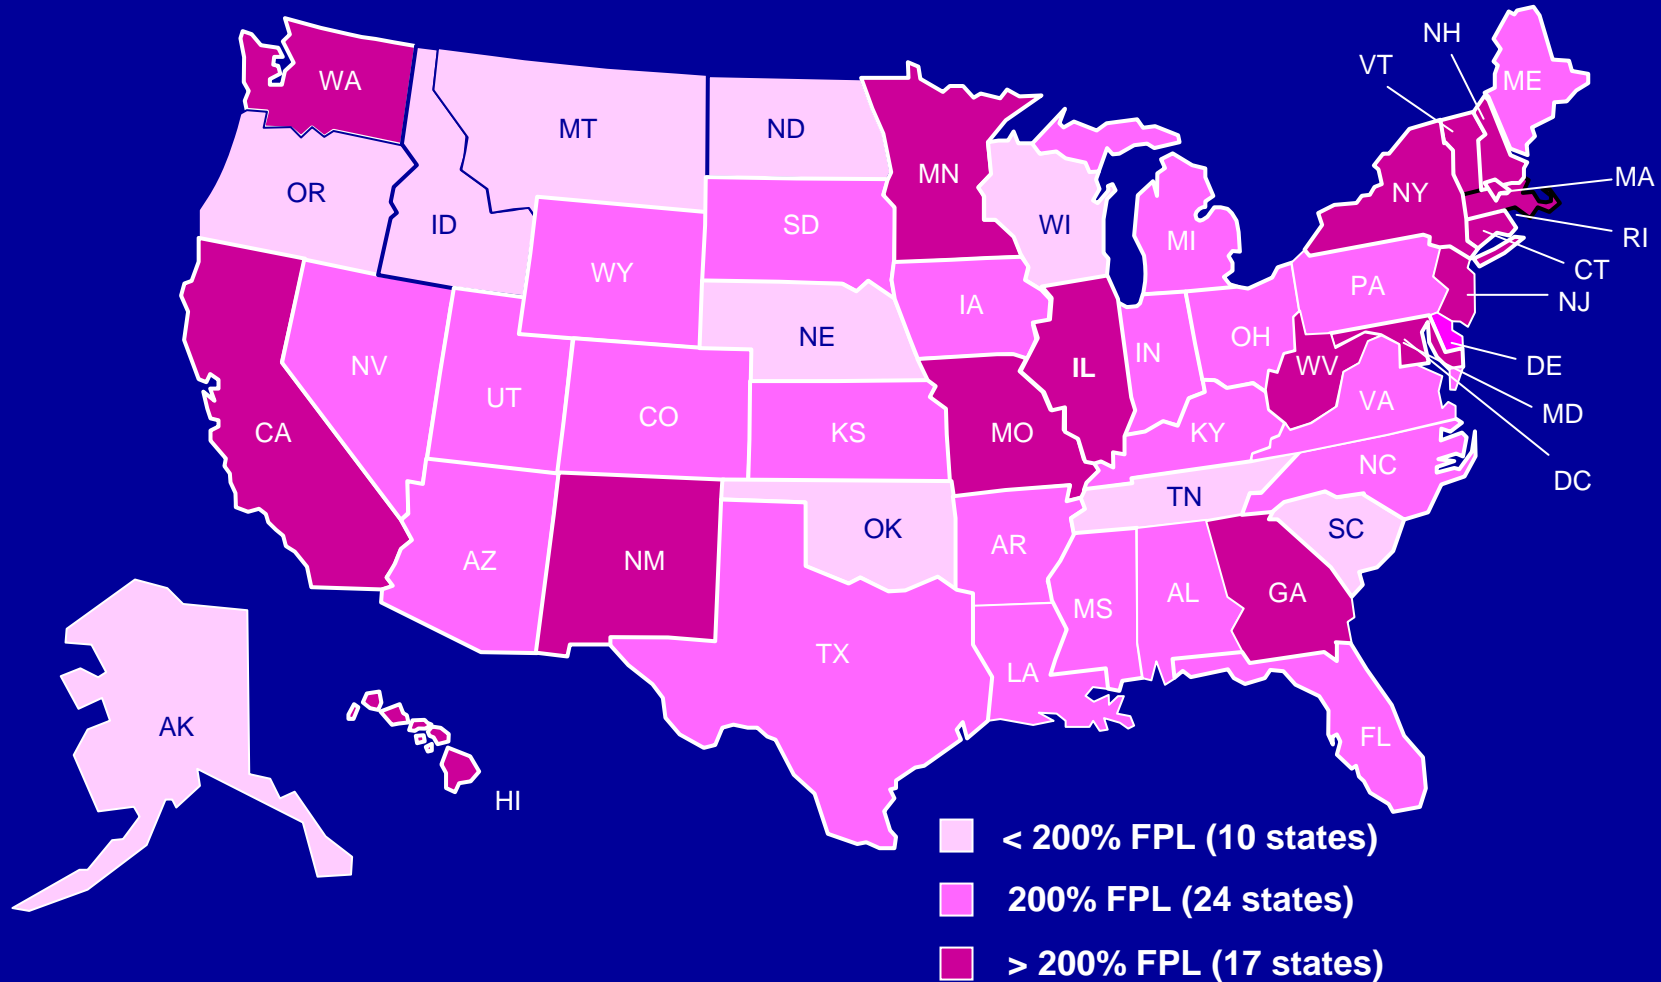 NH
VT
ME
WA
MT
ND
MN
MA
OR
NY
ID
SD
WI
MI
RI
WY
CT
PA
IA
NJ
NE
OH
NV
IN
IL
WV
DE
UT
VA
MD
CO
CA
KS
MO
KY
NC
DC
TN
OK
SC
AR
AZ
NM
GA
MS
AL
TX
LA
AK
FL
HI
< 200% FPL (10 states)
200% FPL (24 states)
> 200% FPL (17 states)